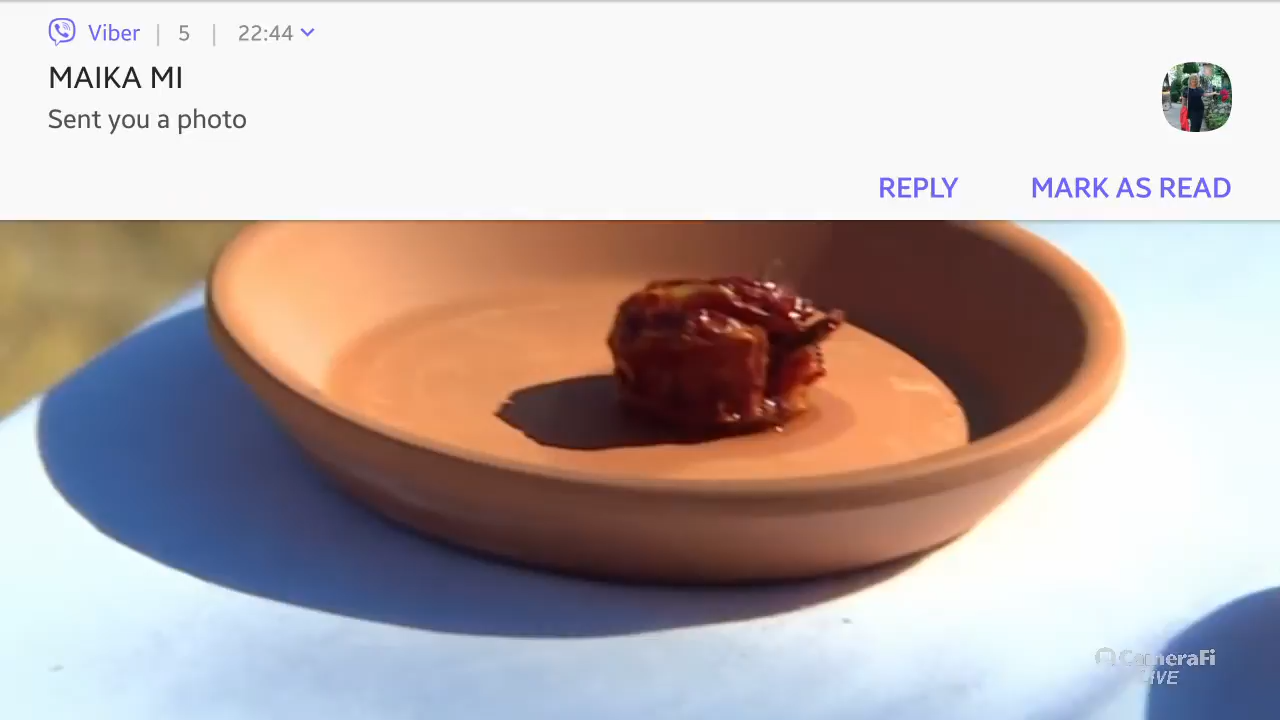 Viber | 5 | 22:44
MAIKA MI
Sent you a photo
REPLY MARK AS READ
CameraFi
LIVE